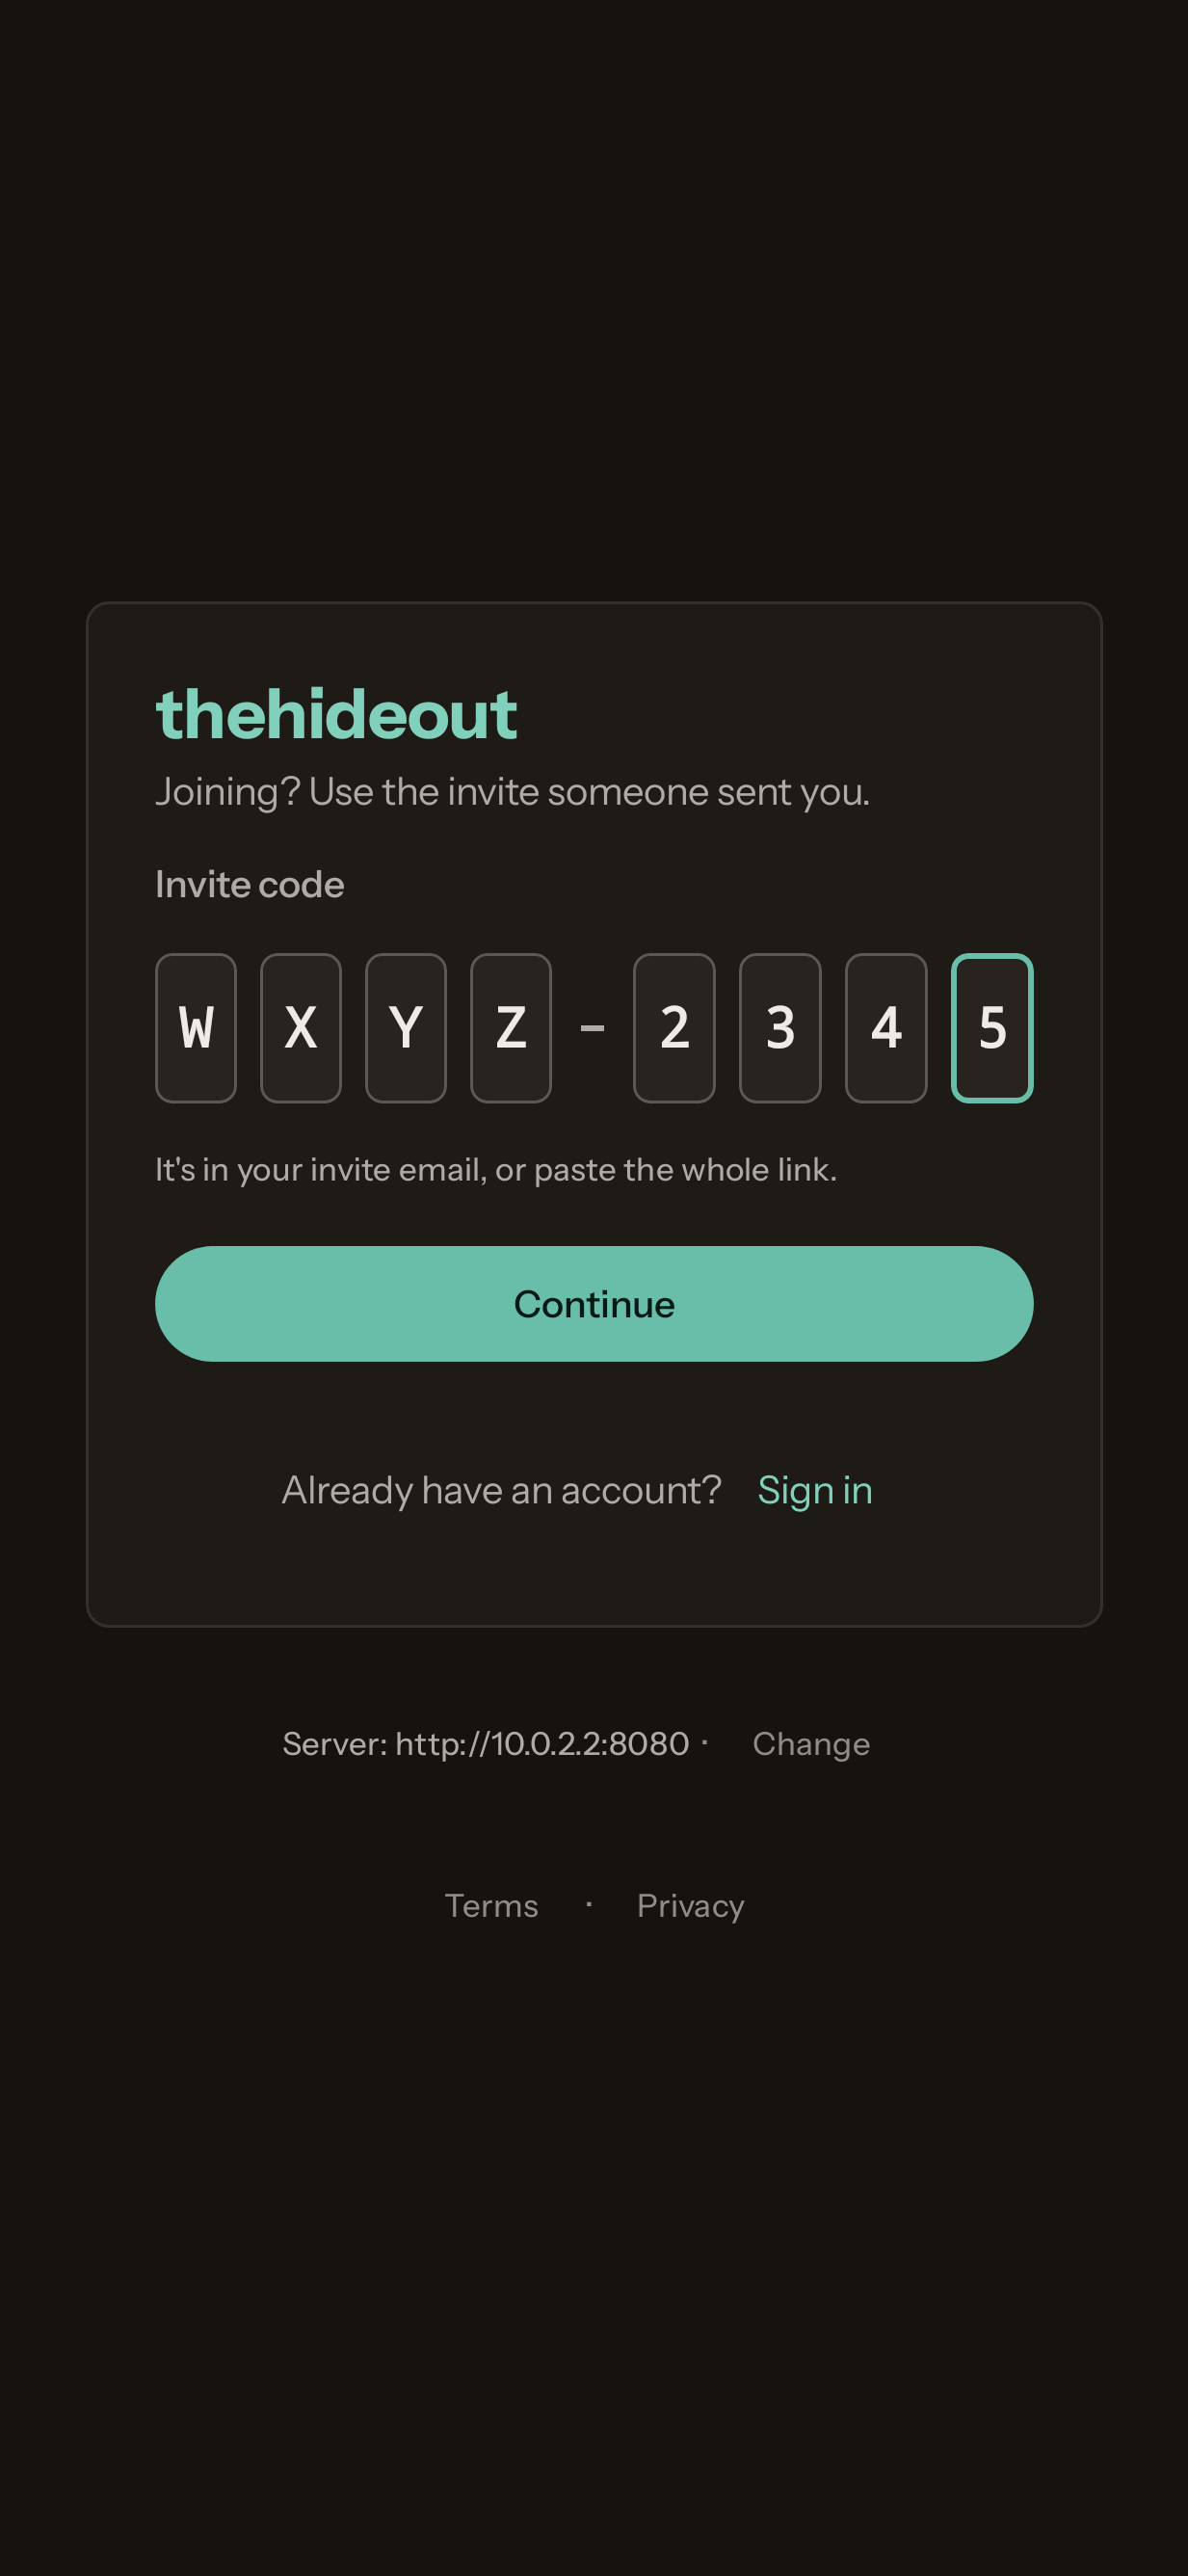 thehideout
Joining? Use the invite someone sent you.
Invite code
W X Y Z - 2 3 4 5
It's in your invite email, or paste the whole link.
Continue
Already have an account? Sign in
Server: http://10.0.2.2:8080 · Change
Terms · Privacy